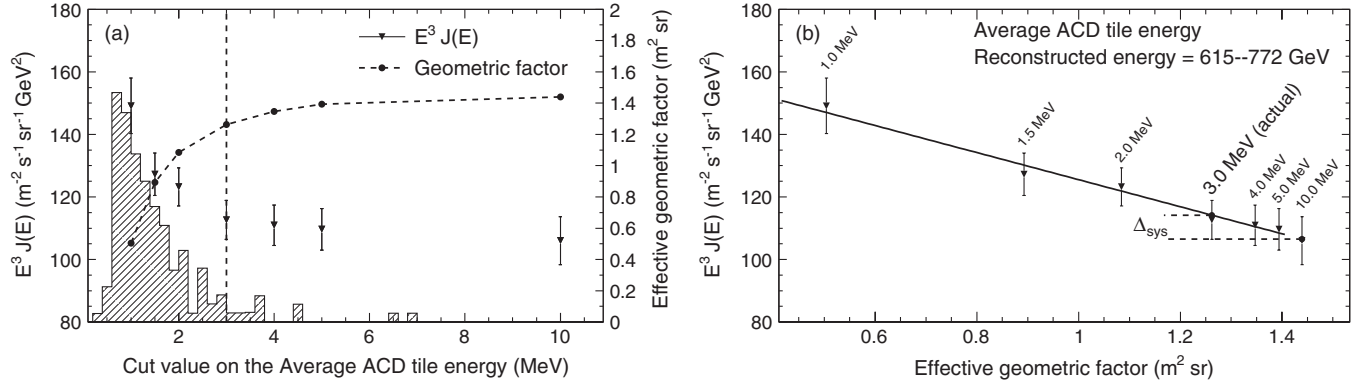 (a)
E³ J(E)
Geometric factor
180
160
140
120
100
80
E³ J(E) (m⁻² s⁻¹ sr⁻¹ GeV²)
2
4
6
8
10
Cut value on the Average ACD tile energy (MeV)
2
1.8
1.6
1.4
1.2
1
0.8
0.6
0.4
0.2
0
Effective geometric factor (m² sr)
(b)
Average ACD tile energy
Reconstructed energy = 615--772 GeV
1.0 MeV
1.5 MeV
2.0 MeV
3.0 MeV (actual)
4.0 MeV
5.0 MeV
10.0 MeV
Δsys
180
160
140
120
100
80
E³ J(E) (m⁻² s⁻¹ sr⁻¹ GeV²)
0.6
0.8
1
1.2
1.4
Effective geometric factor (m² sr)